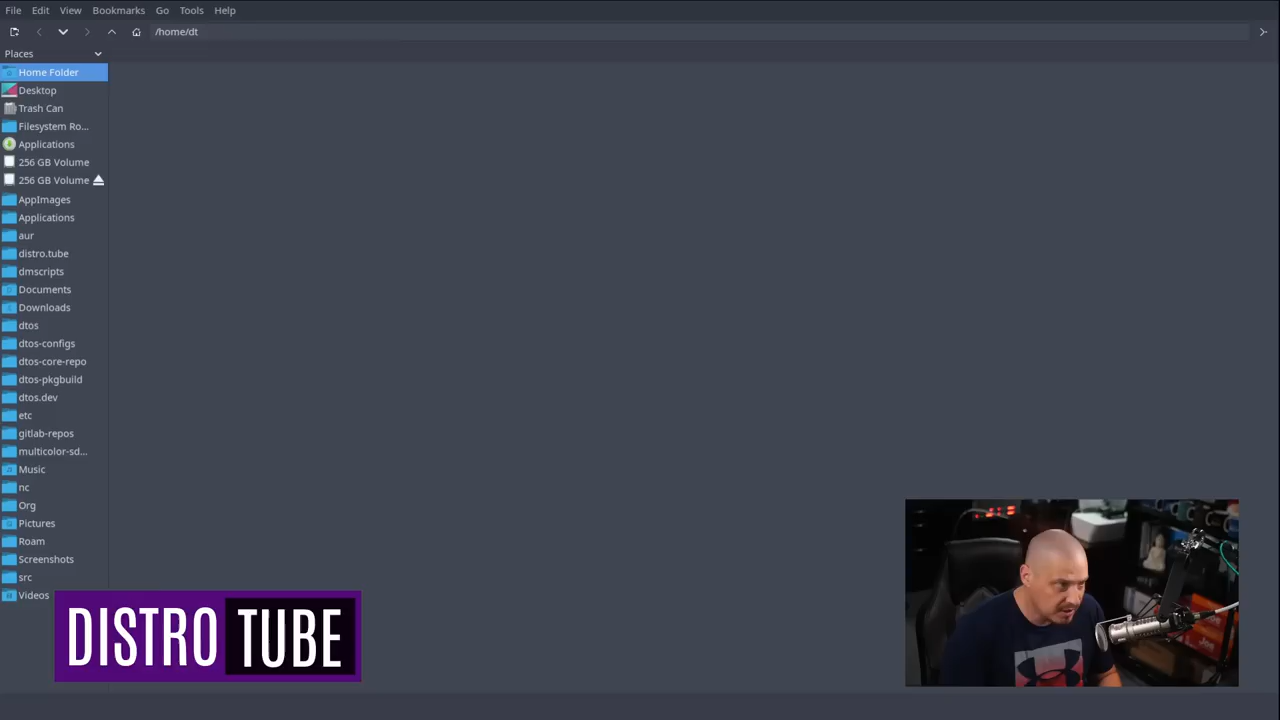 File Edit View Bookmarks Go Tools Help
/home/dt
Places
Home Folder
Desktop
Trash Can
Filesystem Ro...
Applications
256 GB Volume
256 GB Volume
AppImages
Applications
aur
distro.tube
dmscripts
Documents
Downloads
dtos
dtos-configs
dtos-core-repo
dtos-pkgbuild
dtos.dev
etc
gitlab-repos
multicolor-sd...
Music
nc
Org
Pictures
Roam
Screenshots
src
Videos
DISTRO TUBE